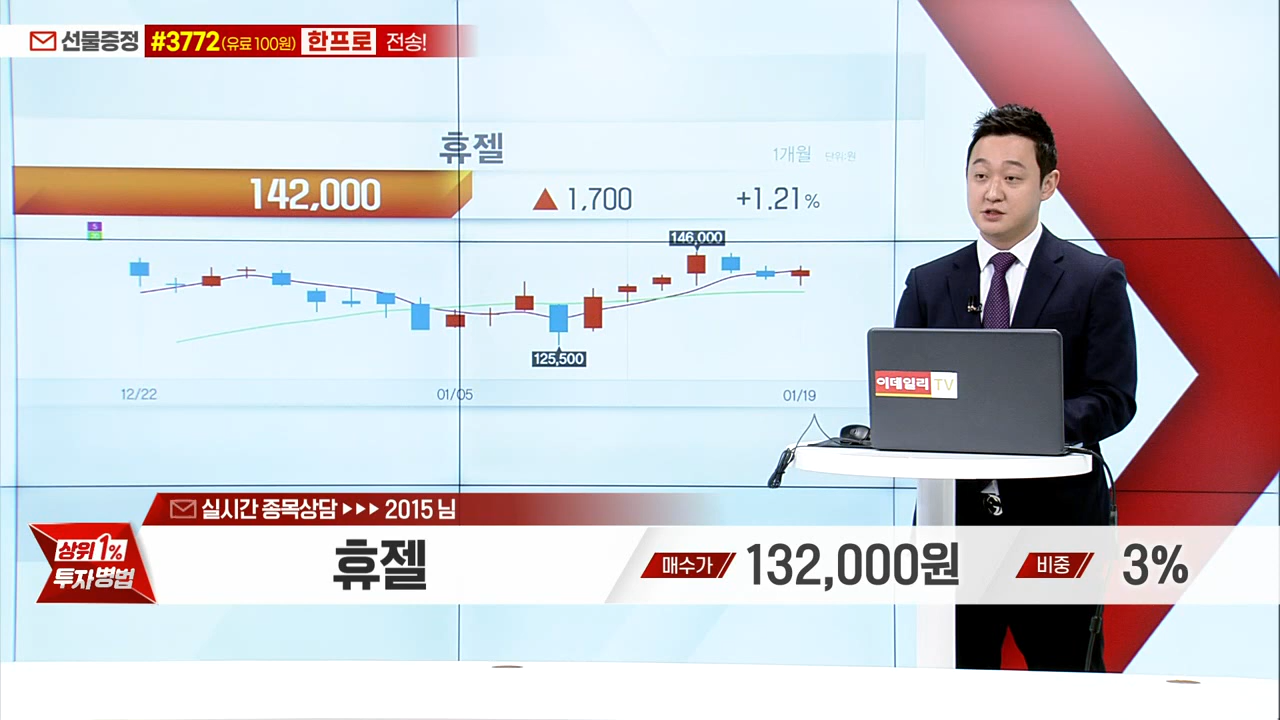 선물증정 #3772(유료 100원) 한프로 전송!
휴젤
1개월 단위:원
142,000 ▲ 1,700 +1.21%
5
146,000
125,500
12/22 01/05 01/19
이데일리 TV
실시간 종목상담 ▶▶▶ 2015 님
상위 1% 투자병법
휴젤 매수가 132,000원 비중 3%